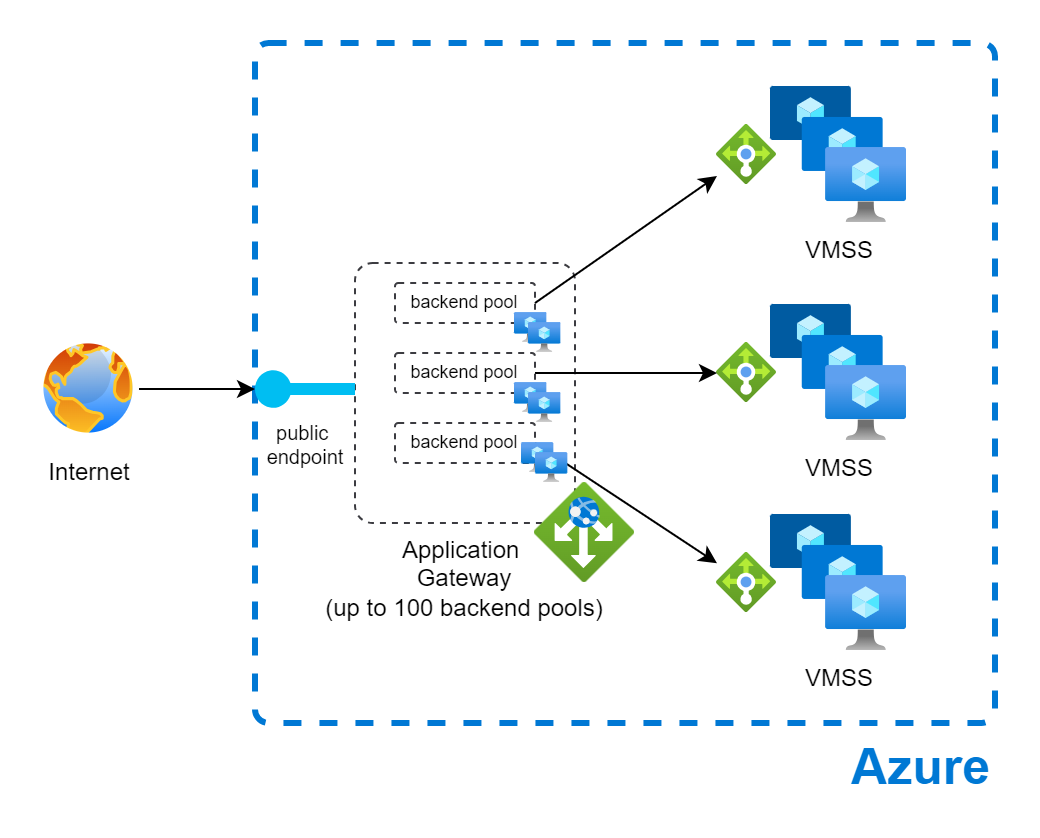 VMSS
backend pool
backend pool
VMSS
public
endpoint
backend pool
Internet
Application
Gateway
(up to 100 backend pools)
VMSS
Azure